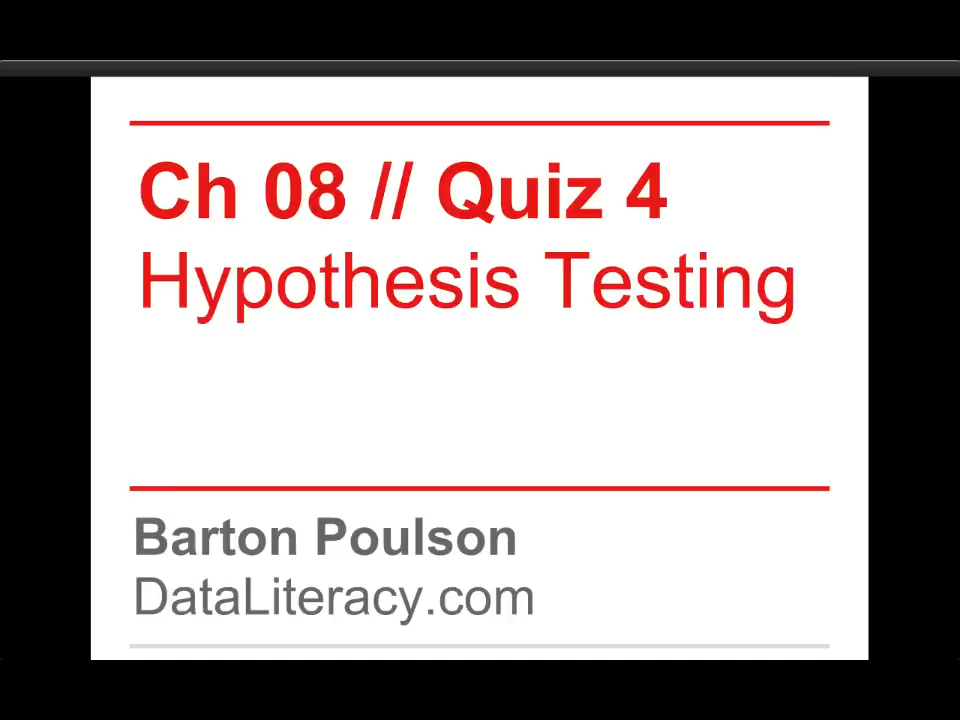 Ch 08 // Quiz 4
Hypothesis Testing
Barton Poulson
DataLiteracy.com